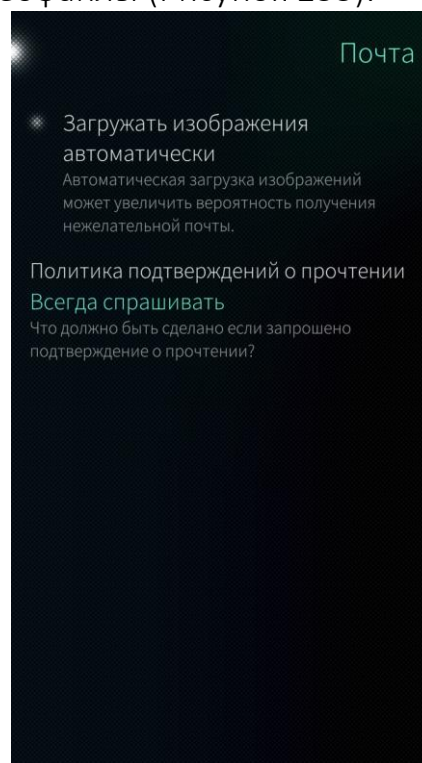 Почта
Загружать изображения
автоматически
Автоматическая загрузка изображений
может увеличить вероятность получения
нежелательной почты.
Политика подтверждений о прочтении
Всегда спрашивать
Что должно быть сделано если запрошено
подтверждение о прочтении?